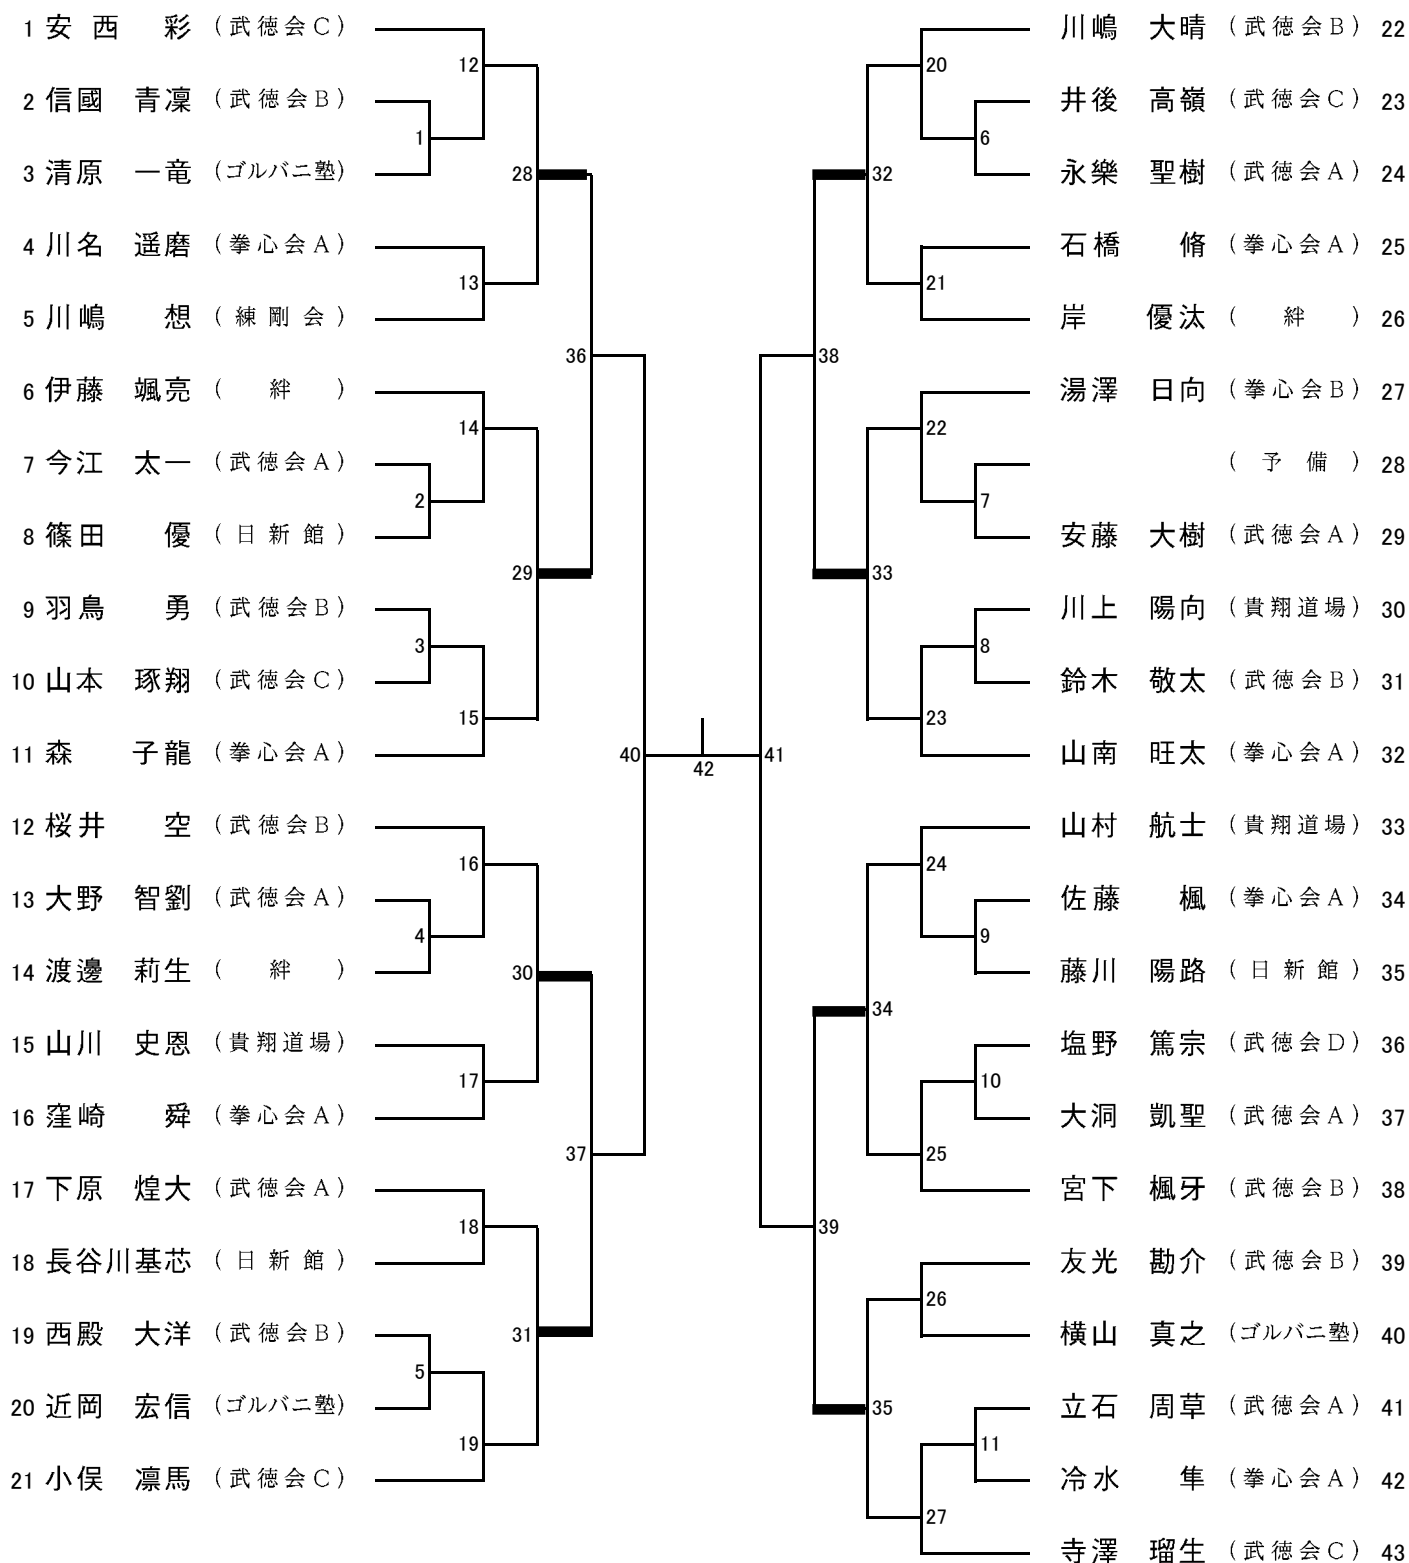 1 安西 彩 (武徳会C)
2 信國 青凜 (武徳会B)
3 清原 一竜 (ゴルバニ塾)
4 川名 遥磨 (拳心会A)
5 川嶋 想 (練剛会)
6 伊藤 颯亮 (絆)
7 今江 太一 (武徳会A)
8 篠田 優 (日新館)
9 羽鳥 勇 (武徳会B)
10 山本 琢翔 (武徳会C)
11 森 子龍 (拳心会A)
12 桜井 空 (武徳会B)
13 大野 智劉 (武徳会A)
14 渡邊 莉生 (絆)
15 山川 史恩 (貴翔道場)
16 窪崎 舜 (拳心会A)
17 下原 煌大 (武徳会A)
18 長谷川基芯 (日新館)
19 西殿 大洋 (武徳会B)
20 近岡 宏信 (ゴルバニ塾)
21 小俣 凛馬 (武徳会C)
12
1
28
13
36
14
2
29
3
15
40
16
4
30
17
37
18
31
5
19
42
20
6
32
21
38
22
7
33
8
23
41
24
9
34
10
25
39
26
35
11
27
川嶋 大晴 (武徳会B) 22
井後 高嶺 (武徳会C) 23
永樂 聖樹 (武徳会A) 24
石橋 脩 (拳心会A) 25
岸 優汰 (絆) 26
湯澤 日向 (拳心会B) 27
(予備) 28
安藤 大樹 (武徳会A) 29
川上 陽向 (貴翔道場) 30
鈴木 敬太 (武徳会B) 31
山南 旺太 (拳心会A) 32
山村 航士 (貴翔道場) 33
佐藤 楓 (拳心会A) 34
藤川 陽路 (日新館) 35
塩野 篤宗 (武徳会D) 36
大洞 凱聖 (武徳会A) 37
宮下 楓牙 (武徳会B) 38
友光 勘介 (武徳会B) 39
横山 真之 (ゴルバニ塾) 40
立石 周草 (武徳会A) 41
冷水 隼 (拳心会A) 42
寺澤 瑠生 (武徳会C) 43